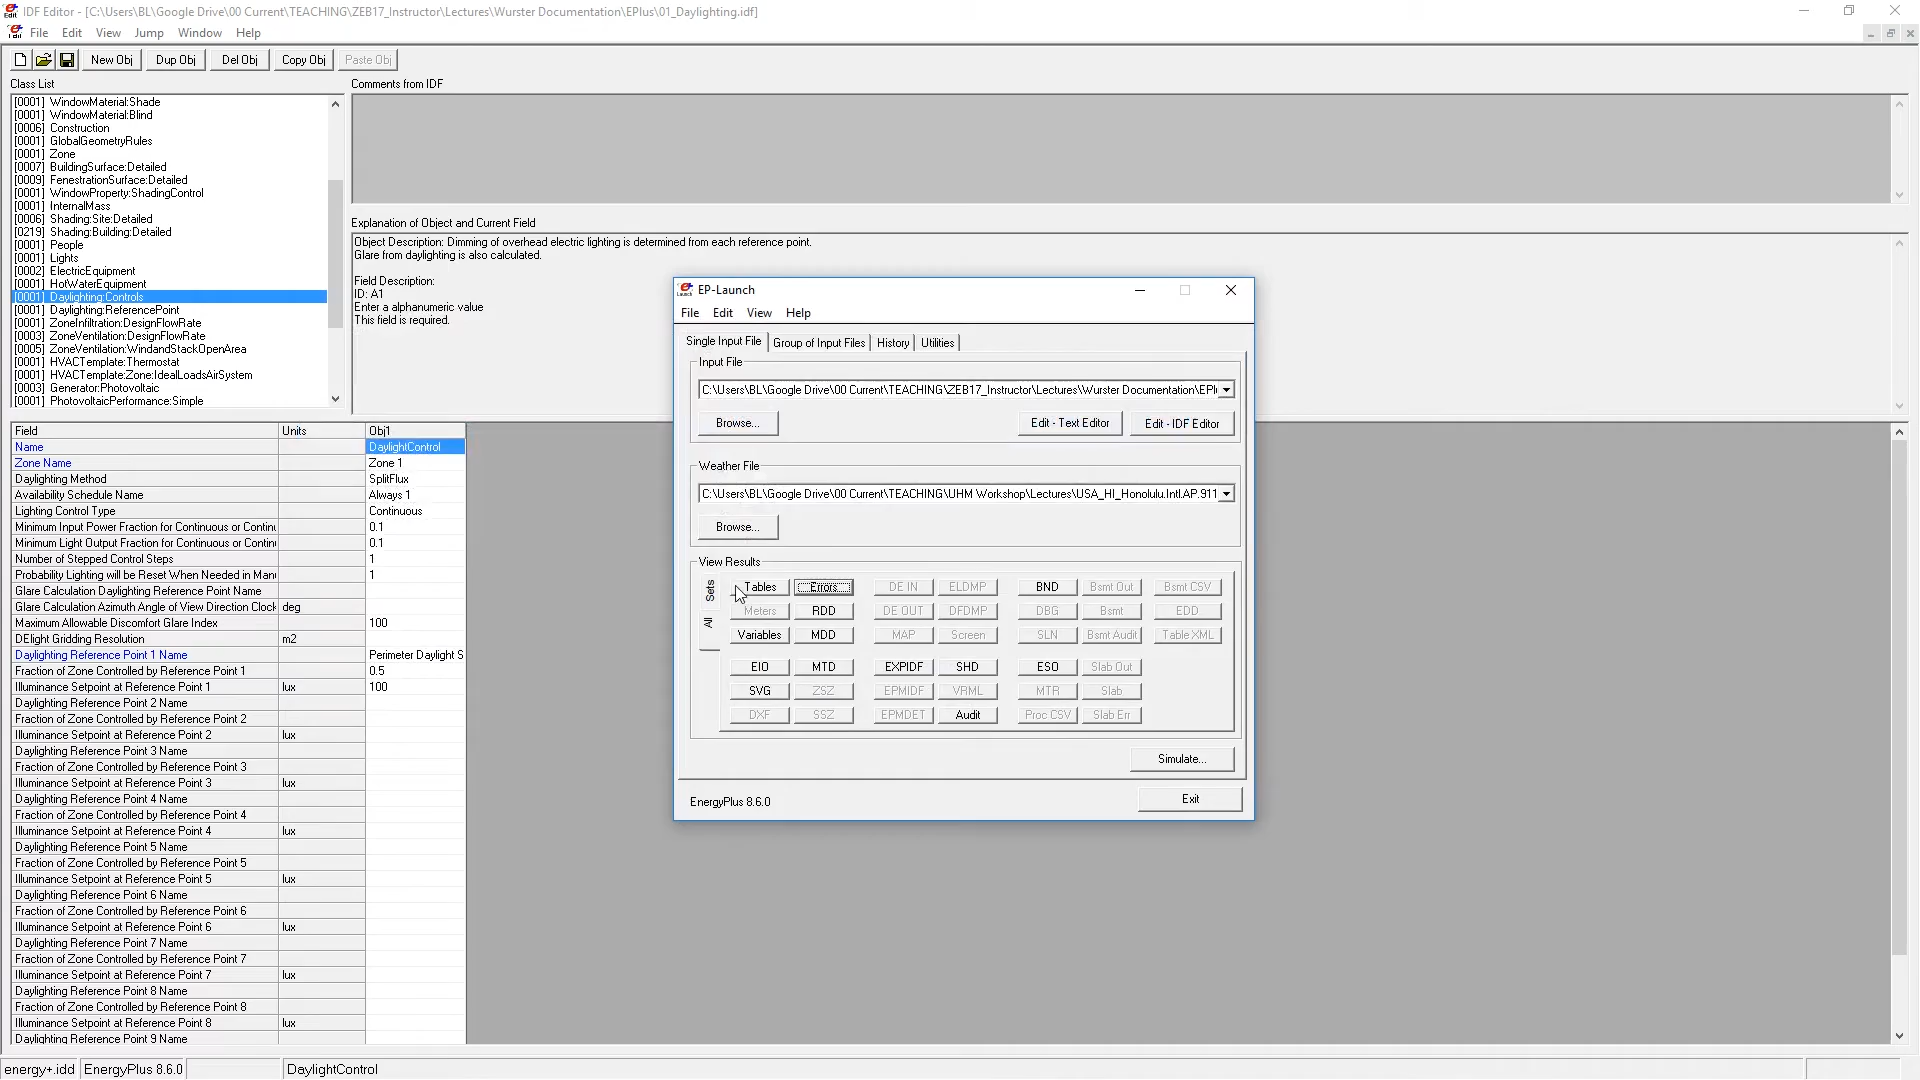 IDF Editor - [C:\Users\BL\Google Drive\00 Current\TEACHING\ZEB17_Instructor\Lectures\Wurster Documentation\EPlus\01_Daylighting.idf]
File Edit View Jump Window Help
New Obj Dup Obj Del Obj Copy Obj Paste Obj
Class List
Comments from IDF
[0001] WindowMaterial:Shade
[0001] WindowMaterial:Blind
[0006] Construction
[0001] GlobalGeometryRules
[0001] Zone
[0007] BuildingSurface:Detailed
[0009] FenestrationSurface:Detailed
[0001] WindowProperty:ShadingControl
[0001] InternalMass
[0006] Shading:Site:Detailed
[0219] Shading:Building:Detailed
[0001] People
[0001] Lights
[0002] ElectricEquipment
[0001] HotWaterEquipment
[0001] Daylighting:Controls
[0001] Daylighting:ReferencePoint
[0001] ZoneInfiltration:DesignFlowRate
[0003] ZoneVentilation:DesignFlowRate
[0005] ZoneVentilation:WindandStackOpenArea
[0001] HVACTemplate:Thermostat
[0001] HVACTemplate:Zone:IdealLoadsAirSystem
[0003] Generator:Photovoltaic
[0001] PhotovoltaicPerformance:Simple
Explanation of Object and Current Field
Object Description: Dimming of overhead electric lighting is determined from each reference point.
Glare from daylighting is also calculated.
Field Description:
ID: A1
Enter a alphanumeric value
This field is required.
Field Units Obj1
Name DaylightControl
Zone Name Zone 1
Daylighting Method SplitFlux
Availability Schedule Name Always 1
Lighting Control Type Continuous
Minimum Input Power Fraction for Continuous or Continu 0.1
Minimum Light Output Fraction for Continuous or Contin 0.1
Number of Stepped Control Steps 1
Probability Lighting will be Reset When Needed in Manu 1
Glare Calculation Daylighting Reference Point Name
Glare Calculation Azimuth Angle of View Direction Clock deg
Maximum Allowable Discomfort Glare Index 100
DElight Gridding Resolution m2
Daylighting Reference Point 1 Name Perimeter Daylight S
Fraction of Zone Controlled by Reference Point 1 0.5
Illuminance Setpoint at Reference Point 1 lux 100
Daylighting Reference Point 2 Name
Fraction of Zone Controlled by Reference Point 2
Illuminance Setpoint at Reference Point 2 lux
Daylighting Reference Point 3 Name
Fraction of Zone Controlled by Reference Point 3
Illuminance Setpoint at Reference Point 3 lux
Daylighting Reference Point 4 Name
Fraction of Zone Controlled by Reference Point 4
Illuminance Setpoint at Reference Point 4 lux
Daylighting Reference Point 5 Name
Fraction of Zone Controlled by Reference Point 5
Illuminance Setpoint at Reference Point 5 lux
Daylighting Reference Point 6 Name
Fraction of Zone Controlled by Reference Point 6
Illuminance Setpoint at Reference Point 6 lux
Daylighting Reference Point 7 Name
Fraction of Zone Controlled by Reference Point 7
Illuminance Setpoint at Reference Point 7 lux
Daylighting Reference Point 8 Name
Fraction of Zone Controlled by Reference Point 8
Illuminance Setpoint at Reference Point 8 lux
Daylighting Reference Point 9 Name
energy+.idd EnergyPlus 8.6.0 DaylightControl
EP-Launch
File Edit View Help
Single Input File Group of Input Files History Utilities
Input File
C:\Users\BL\Google Drive\00 Current\TEACHING\ZEB17_Instructor\Lectures\Wurster Documentation\EPl
Browse... Edit - Text Editor Edit - IDF Editor
Weather File
C:\Users\BL\Google Drive\00 Current\TEACHING\UHM Workshop\Lectures\USA_HI_Honolulu.Intl.AP.911
Browse...
View Results
Sets
All
Tables Errors DE IN ELDMP BND Bsmt Out Bsmt CSV
Meters RDD DE OUT DFDMP DBG Bsmt EDD
Variables MDD MAP Screen SLN Bsmt Audit Table XML
EIO MTD EXPIDF SHD ESO Slab Out
SVG ZSZ EPMIDF VRML MTR Slab
DXF SSZ EPMDET Audit Proc CSV Slab Err
Simulate...
EnergyPlus 8.6.0 Exit